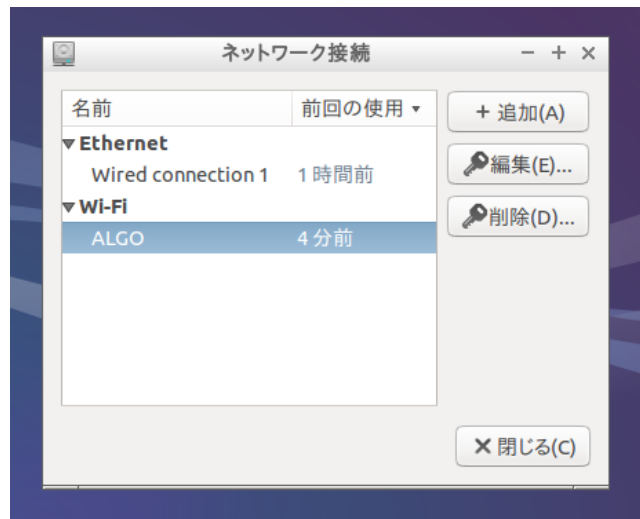 ネットワーク接続
名前 前回の使用
+ 追加(A)
Ethernet
Wired connection 1 1 時間前
編集(E)...
Wi-Fi
ALGO 4 分前
削除(D)...
閉じる(C)